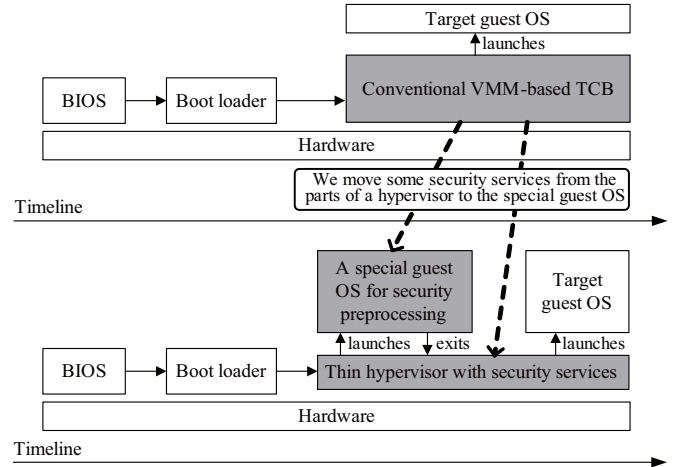 Target guest OS
launches
BIOS
Boot loader
Conventional VMM-based TCB
Hardware
We move some security services from the
parts of a hypervisor to the special guest OS
Timeline
A special guest
OS for security
preprocessing
Target
guest OS
launches
exits
launches
BIOS
Boot loader
Thin hypervisor with security services
Hardware
Timeline